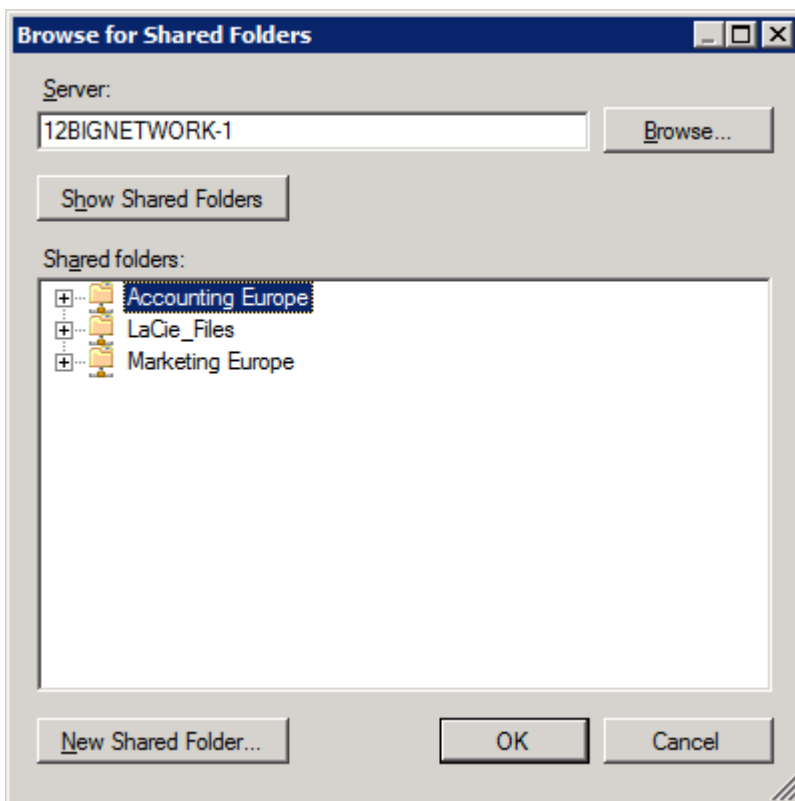 Browse for Shared Folders
Server:
12BIGNETWORK-1
Browse...
Show Shared Folders
Shared folders:
Accounting Europe
LaCie_Files
Marketing Europe
New Shared Folder... OK Cancel